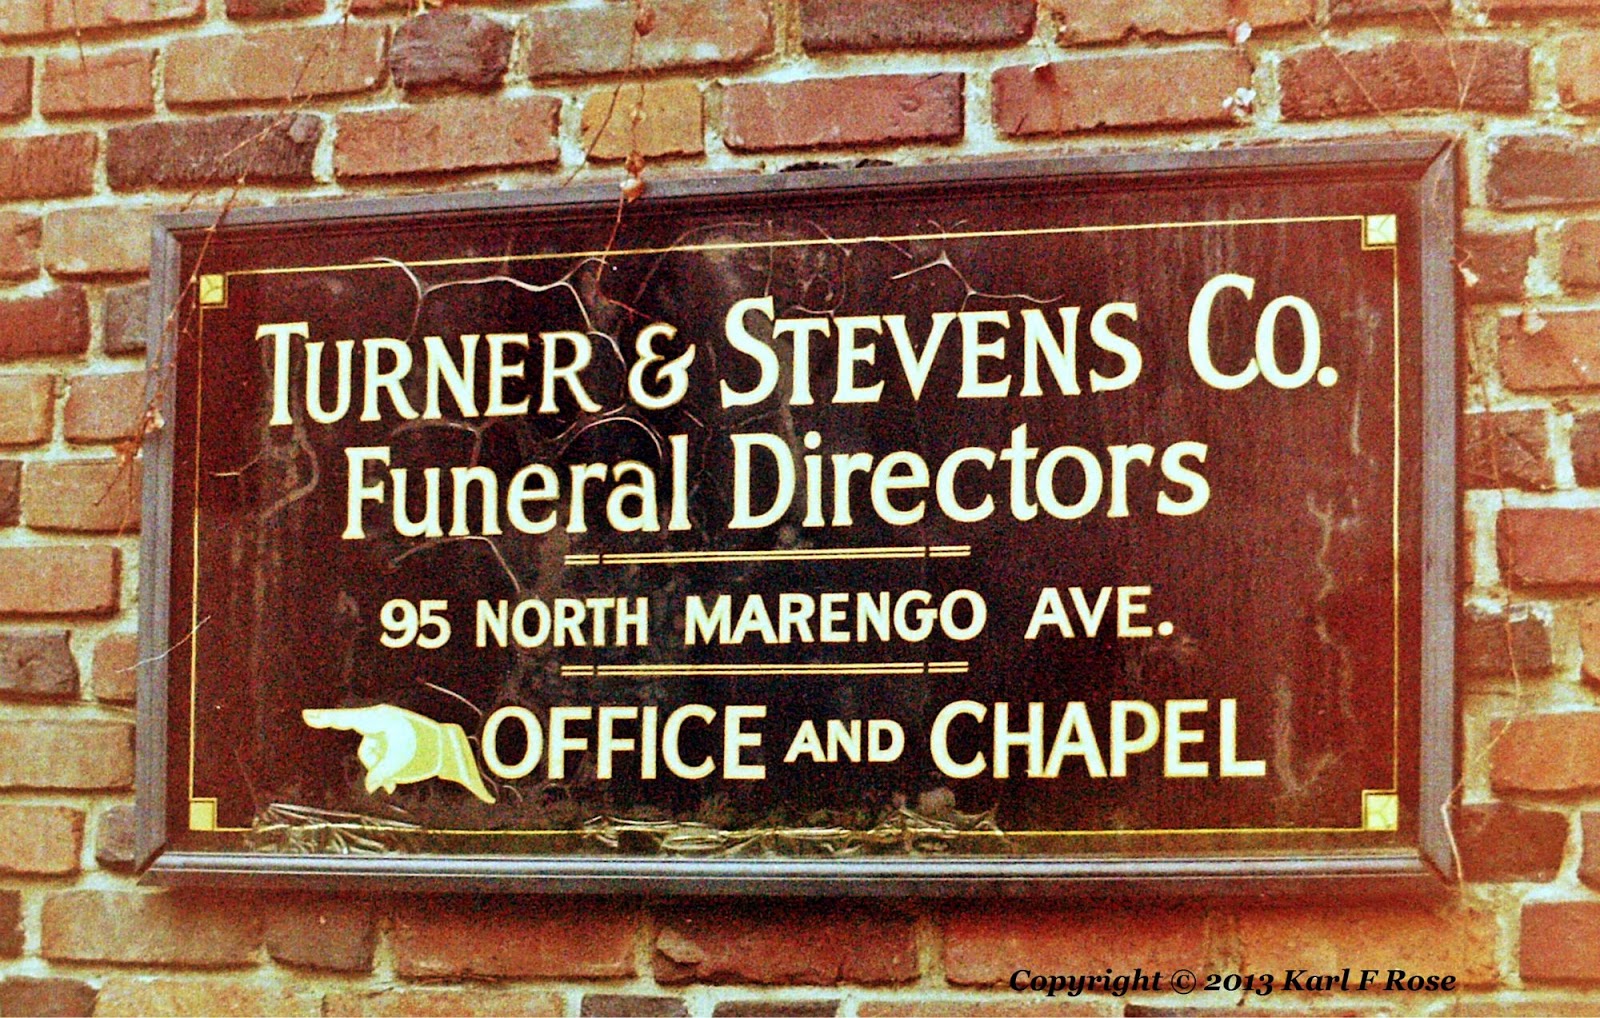 TURNER & STEVENS CO.
Funeral Directors
95 NORTH MARENGO AVE.
OFFICE AND CHAPEL
Copyright © 2013 Karl F Rose